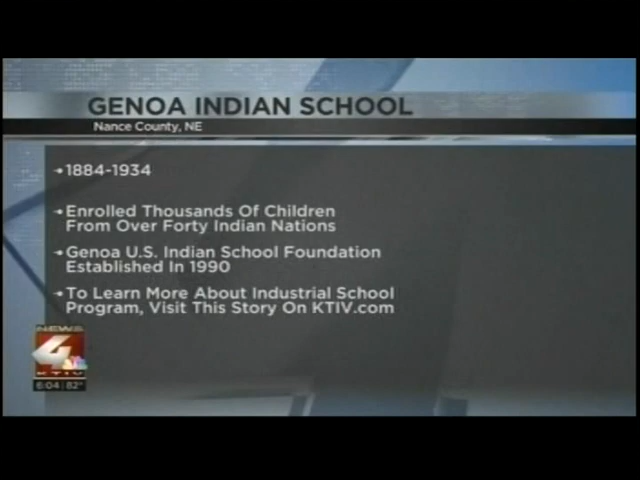 GENOA INDIAN SCHOOL
Nance County, NE
1884-1934
Enrolled Thousands Of Children
From Over Forty Indian Nations
Genoa U.S. Indian School Foundation
Established In 1990
To Learn More About Industrial School
Program, Visit This Story On KTIV.com
NEWS
4
KTIV
6:04 82°